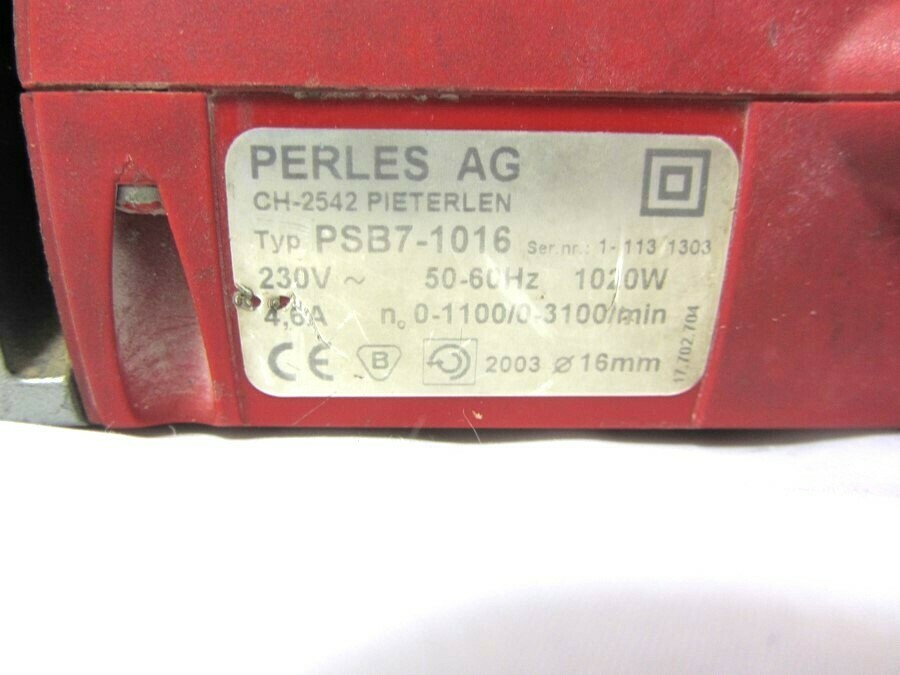 PERLES AG
CH-2542 PIETERLEN
Typ PSB7-1016 Ser.nr.: 1- 113 1303
230V ~ 50-60Hz 1020W
4,6A n₀ 0-1100/0-3100/min
CE B 2003 ⌀ 16mm
17.702.704